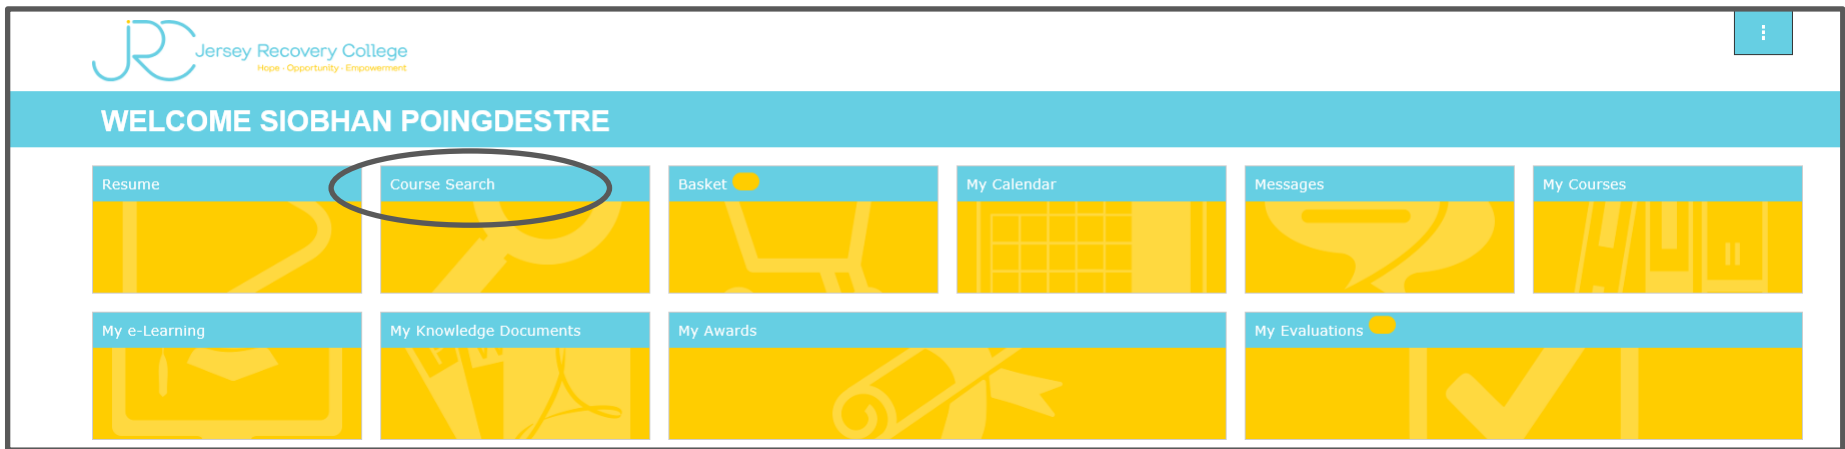 JRC
Jersey Recovery College
Hope - Opportunity - Empowerment
WELCOME SIOBHAN POINGDESTRE
Resume
Course Search
Basket
My Calendar
Messages
My Courses
My e-Learning
My Knowledge Documents
My Awards
My Evaluations